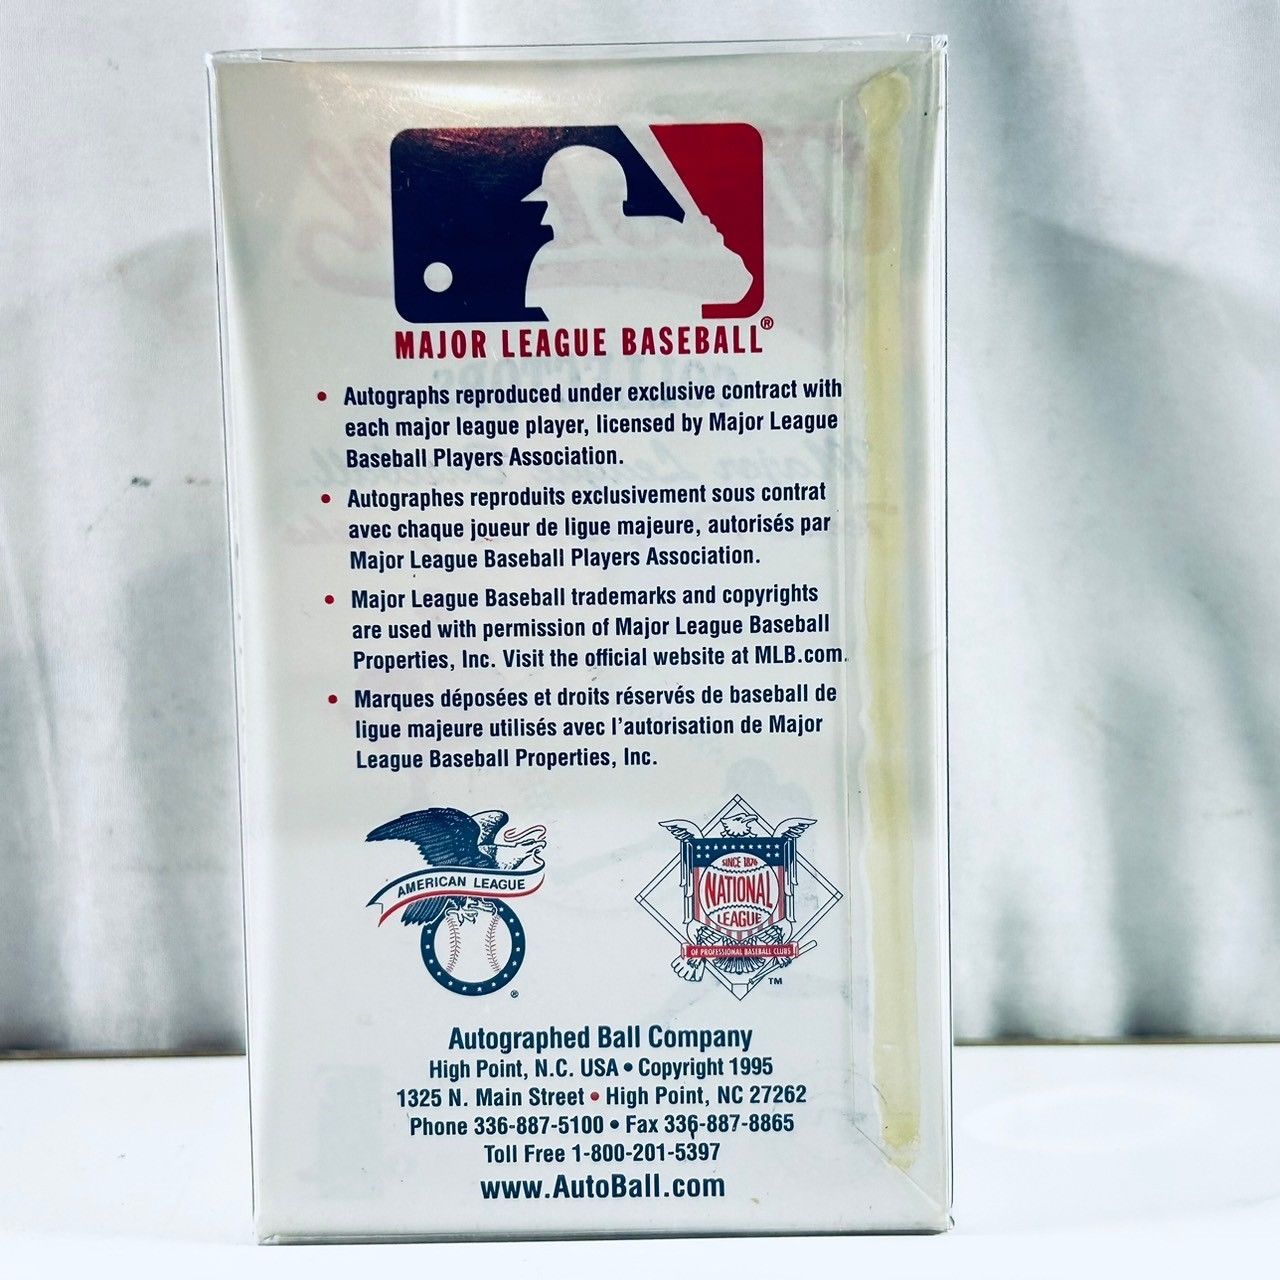 MAJOR LEAGUE BASEBALL®
• Autographs reproduced under exclusive contract with
each major league player, licensed by Major League
Baseball Players Association.
• Autographes reproduits exclusivement sous contrat
avec chaque joueur de ligue majeure, autorisés par
Major League Baseball Players Association.
• Major League Baseball trademarks and copyrights
are used with permission of Major League Baseball
Properties, Inc. Visit the official website at MLB.com.
• Marques déposées et droits réservés de baseball de
ligue majeure utilisés avec l'autorisation de Major
League Baseball Properties, Inc.
AMERICAN LEAGUE
®
SINCE 1876
NATIONAL
LEAGUE
OF PROFESSIONAL BASEBALL CLUBS
TM
Autographed Ball Company
High Point, N.C. USA • Copyright 1995
1325 N. Main Street • High Point, NC 27262
Phone 336-887-5100 • Fax 336-887-8865
Toll Free 1-800-201-5397
www.AutoBall.com